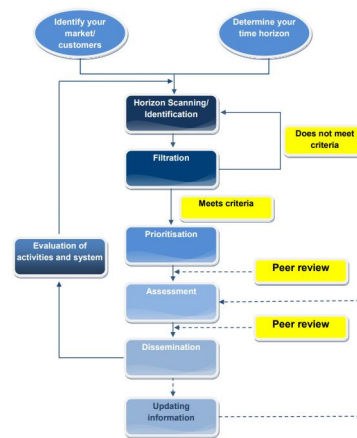 Identify your
market/
customers
Determine your
time horizon
Horizon Scanning/
Identification
Does not meet
criteria
Filtration
Meets criteria
Prioritisation
Evaluation of
activities and system
Peer review
Assessment
Peer review
Dissemination
Updating
information